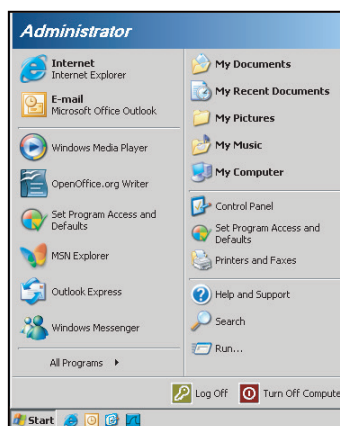 Administrator
Internet
Internet Explorer
E-mail
Microsoft Office Outlook
Windows Media Player
OpenOffice.org Writer
Set Program Access and
Defaults
MSN Explorer
Outlook Express
Windows Messenger
All Programs
My Documents
My Recent Documents
My Pictures
My Music
My Computer
Control Panel
Set Program Access and
Defaults
Printers and Faxes
Help and Support
Search
Run...
Log Off
Turn Off Compute
Start